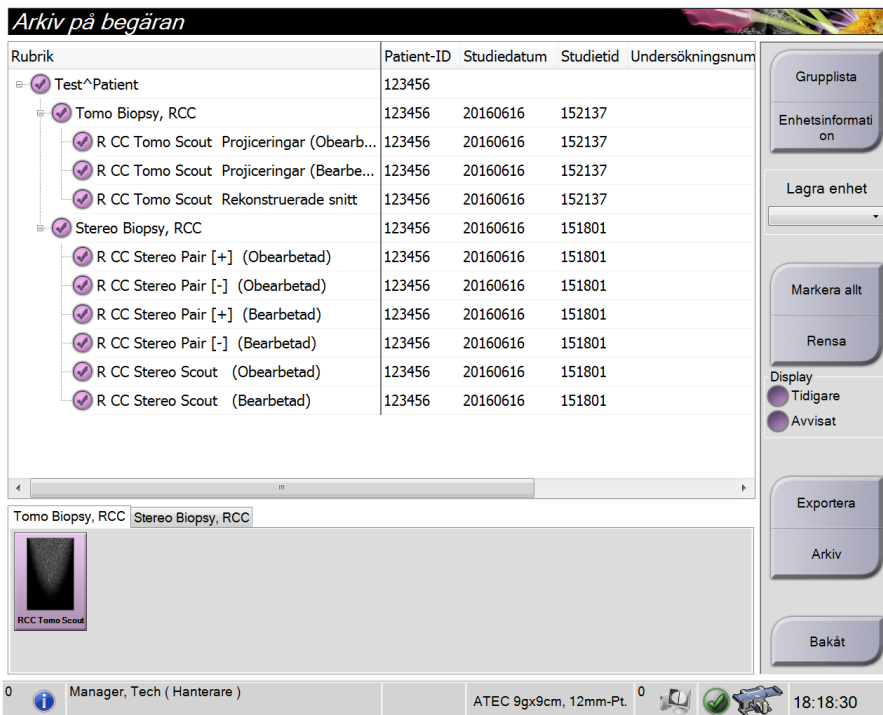 Arkiv på begäran
Rubrik Patient-ID Studiedatum Studietid Undersökningsnum
Test^Patient 123456
Tomo Biopsy, RCC 123456 20160616 152137
R CC Tomo Scout Projiceringar (Obearb... 123456 20160616 152137
R CC Tomo Scout Projiceringar (Bearbe... 123456 20160616 152137
R CC Tomo Scout Rekonstruerade snitt 123456 20160616 152137
Stereo Biopsy, RCC 123456 20160616 151801
R CC Stereo Pair [+] (Obearbetad) 123456 20160616 151801
R CC Stereo Pair [-] (Obearbetad) 123456 20160616 151801
R CC Stereo Pair [+] (Bearbetad) 123456 20160616 151801
R CC Stereo Pair [-] (Bearbetad) 123456 20160616 151801
R CC Stereo Scout (Obearbetad) 123456 20160616 151801
R CC Stereo Scout (Bearbetad) 123456 20160616 151801
Grupplista
Enhetsinformati
on
Lagra enhet
Markera allt
Rensa
Display
Tidigare
Avvisat
Exportera
Arkiv
Bakåt
Tomo Biopsy, RCC Stereo Biopsy, RCC
RCC Tomo Scout
0 Manager, Tech ( Hanterare ) ATEC 9gx9cm, 12mm-Pt. 0 18:18:30